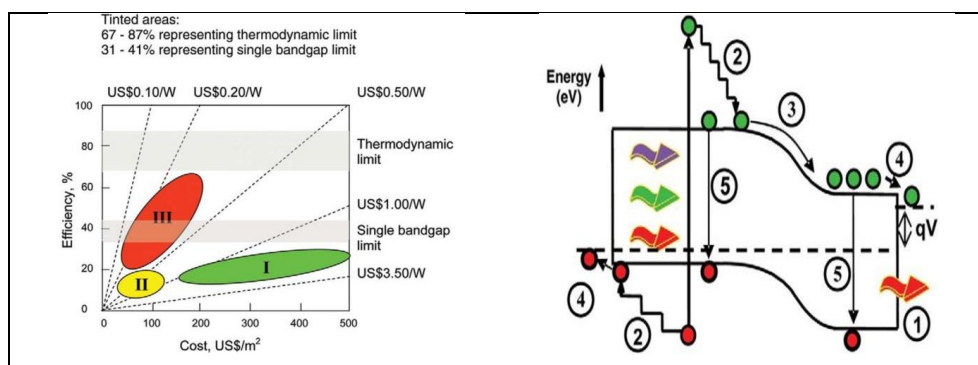 Tinted areas:
67 - 87% representing thermodynamic limit
31 - 41% representing single bandgap limit
US$0.10/W
US$0.20/W
US$0.50/W
100
80
60
40
20
0
Efficiency, %
Thermodynamic
limit
US$1.00/W
Single bandgap
limit
US$3.50/W
III
II
I
0
100
200
300
400
500
Cost, US$/m²
Energy
(eV)
2
3
4
5
qV
5
4
2
1